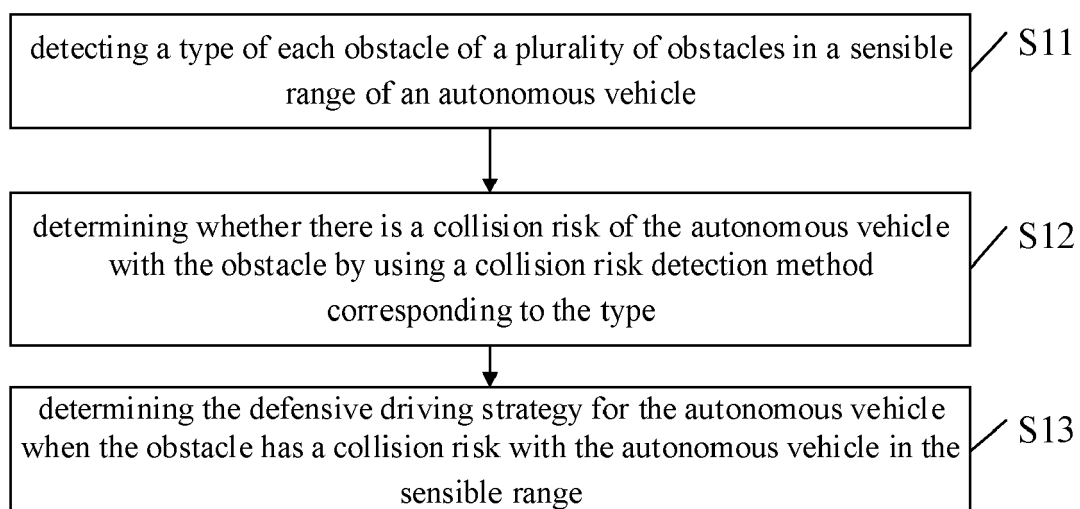 detecting a type of each obstacle of a plurality of obstacles in a sensible
range of an autonomous vehicle
S11
determining whether there is a collision risk of the autonomous vehicle
with the obstacle by using a collision risk detection method
corresponding to the type
S12
determining the defensive driving strategy for the autonomous vehicle
when the obstacle has a collision risk with the autonomous vehicle in the
sensible range
S13